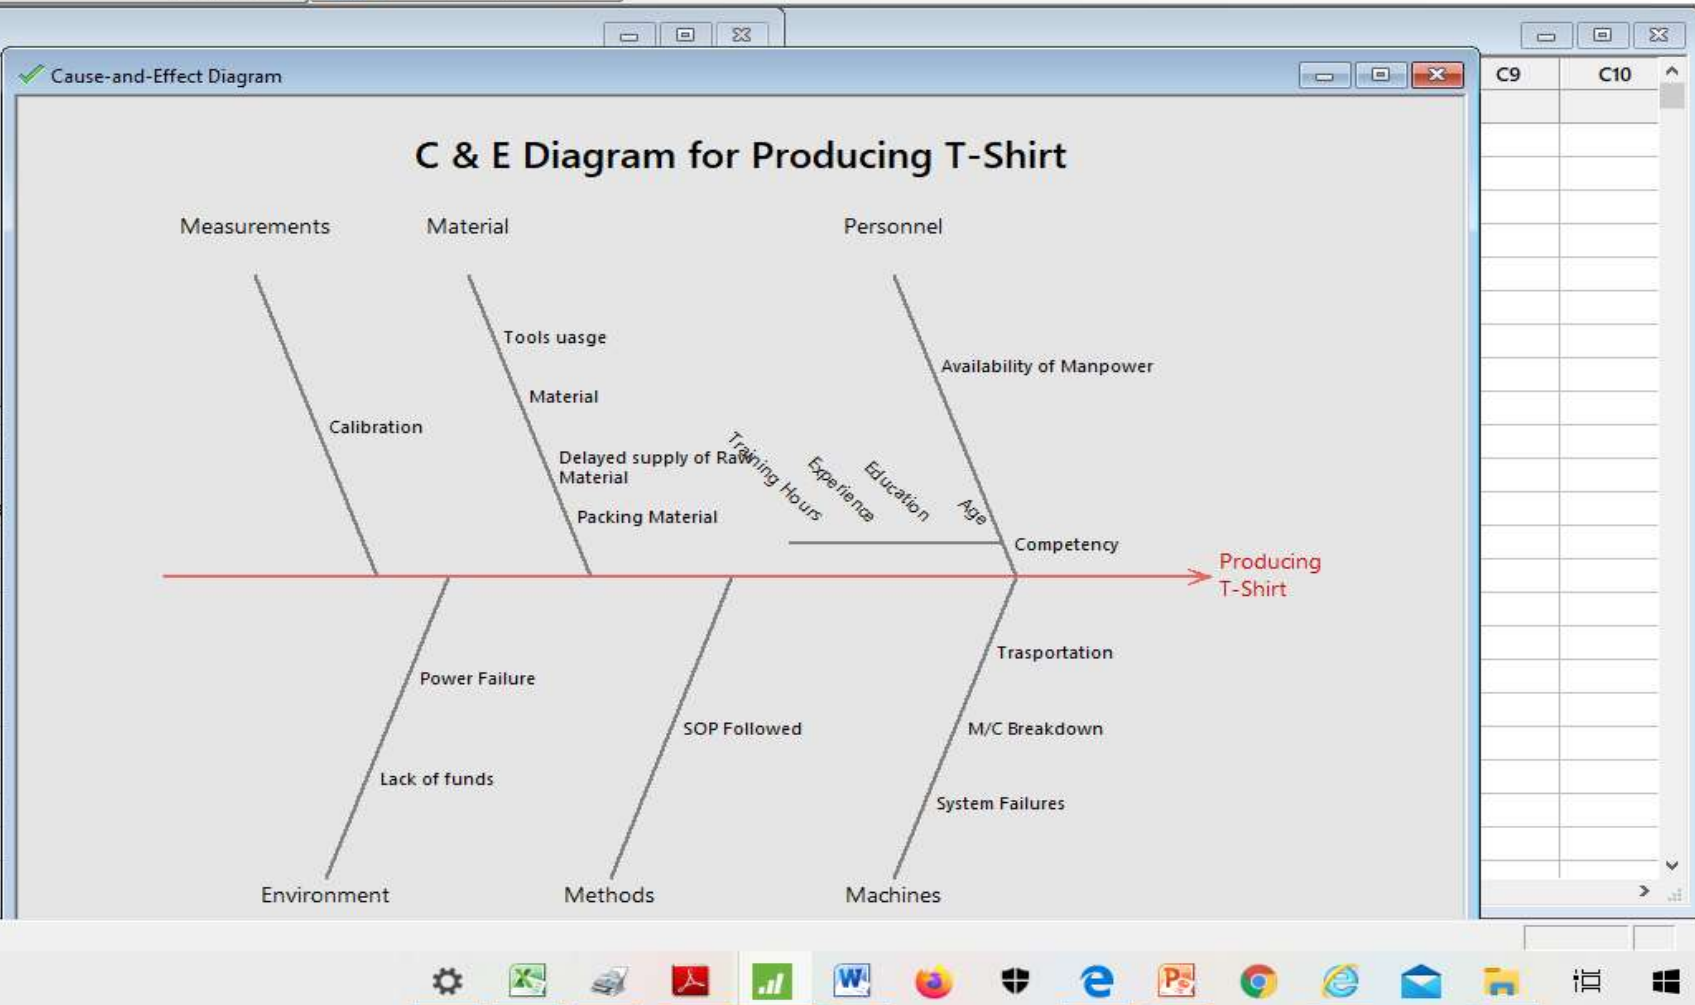 Cause-and-Effect Diagram
C9
C10
C & E Diagram for Producing T-Shirt
Measurements
Material
Personnel
Tools uasge
Availability of Manpower
Material
Calibration
Delayed supply of Raw
Material
Packing Material
Training Hours
Experience
Education
Age
Competency
Producing
T-Shirt
Trasportation
Power Failure
SOP Followed
M/C Breakdown
Lack of funds
System Failures
Environment
Methods
Machines